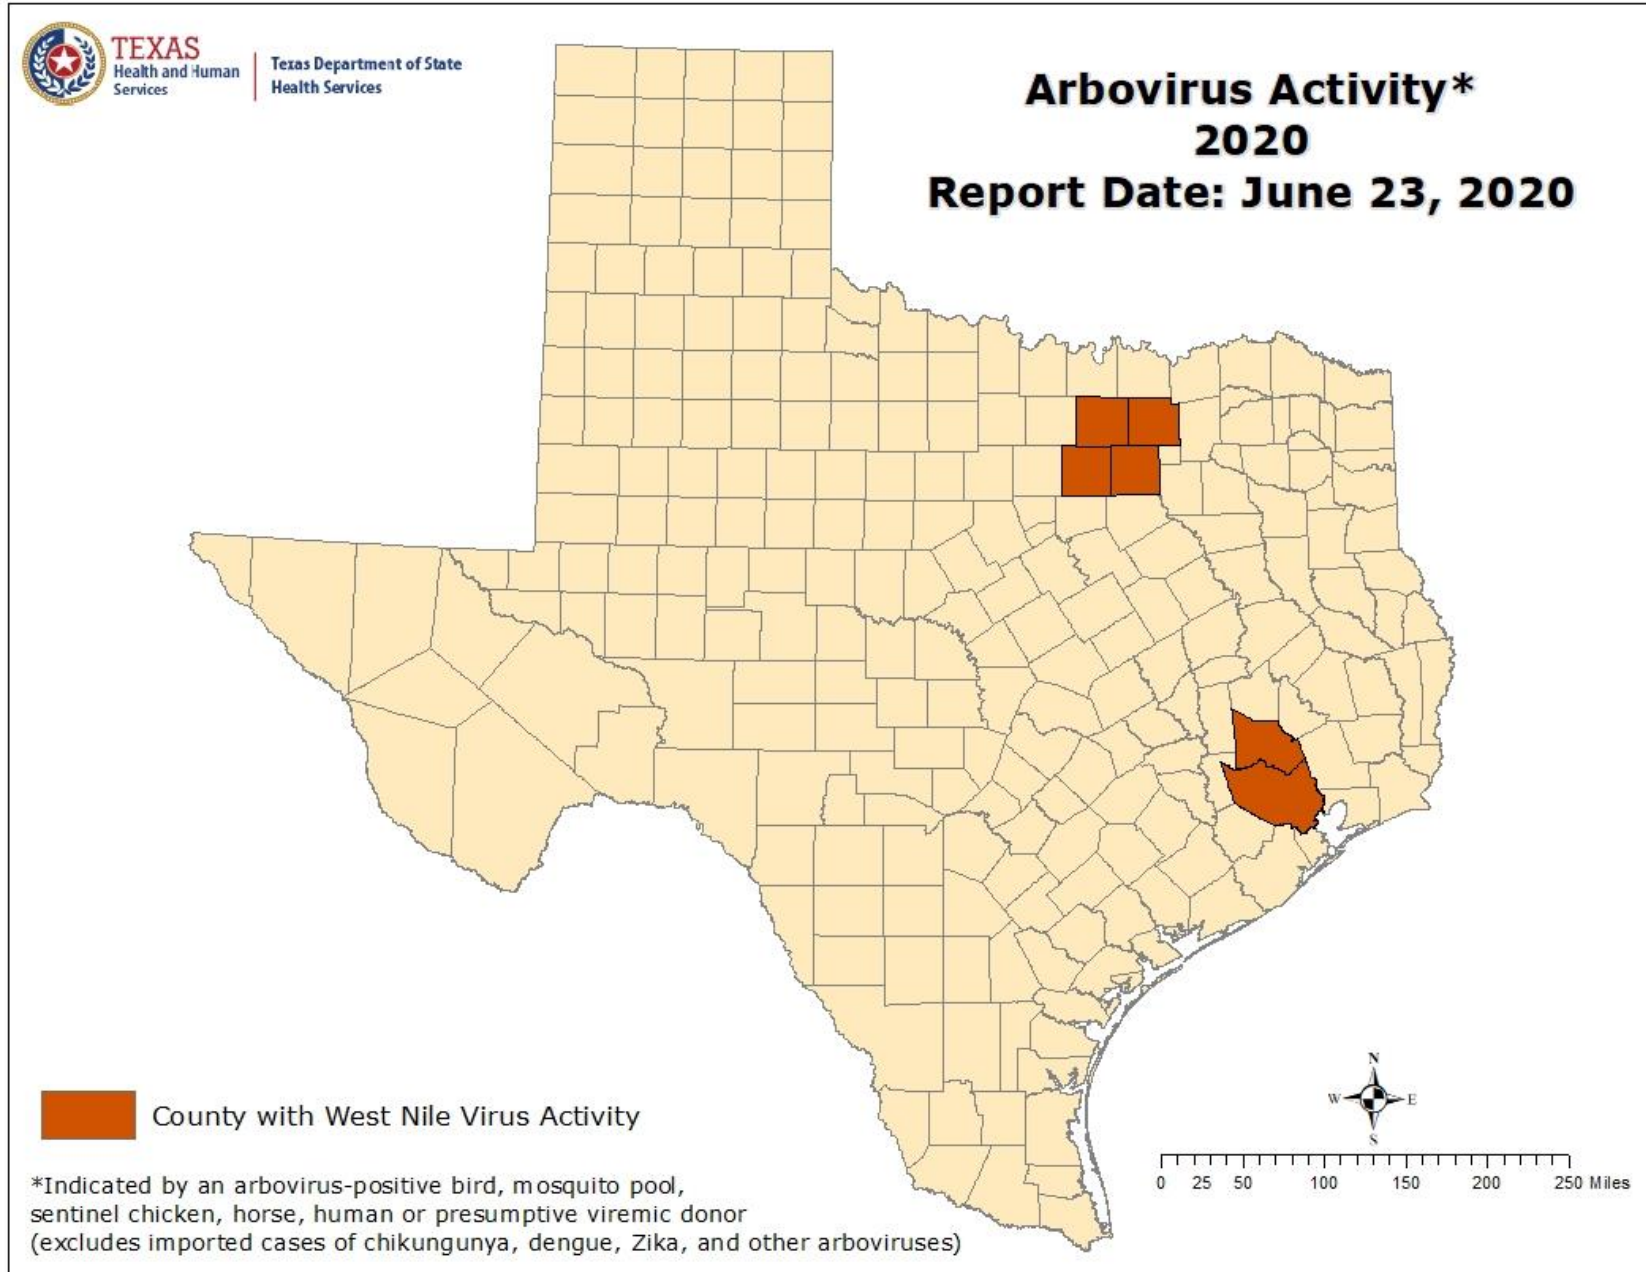 TEXAS
Health and Human
Services
Texas Department of State
Health Services
Arbovirus Activity*
2020
Report Date: June 23, 2020
County with West Nile Virus Activity
*Indicated by an arbovirus-positive bird, mosquito pool,
sentinel chicken, horse, human or presumptive viremic donor
(excludes imported cases of chikungunya, dengue, Zika, and other arboviruses)
N
W E
S
0 25 50 100 150 200 250 Miles